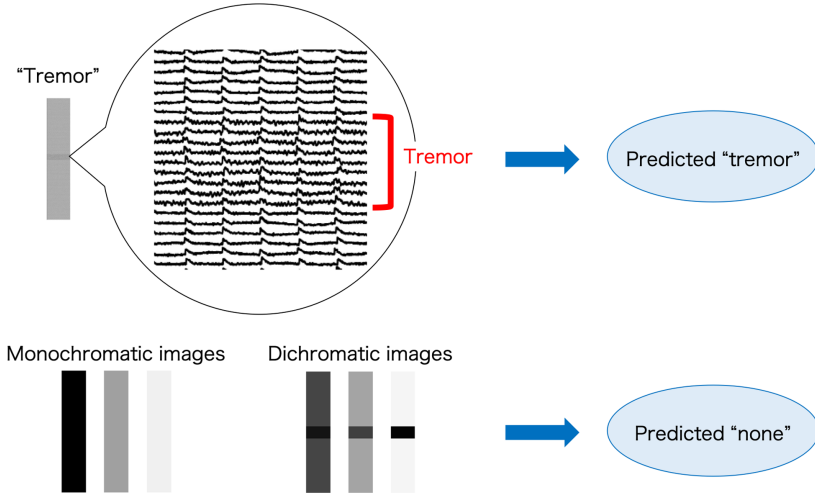 “Tremor”
Tremor
Predicted “tremor”
Monochromatic images
Dichromatic images
Predicted “none”